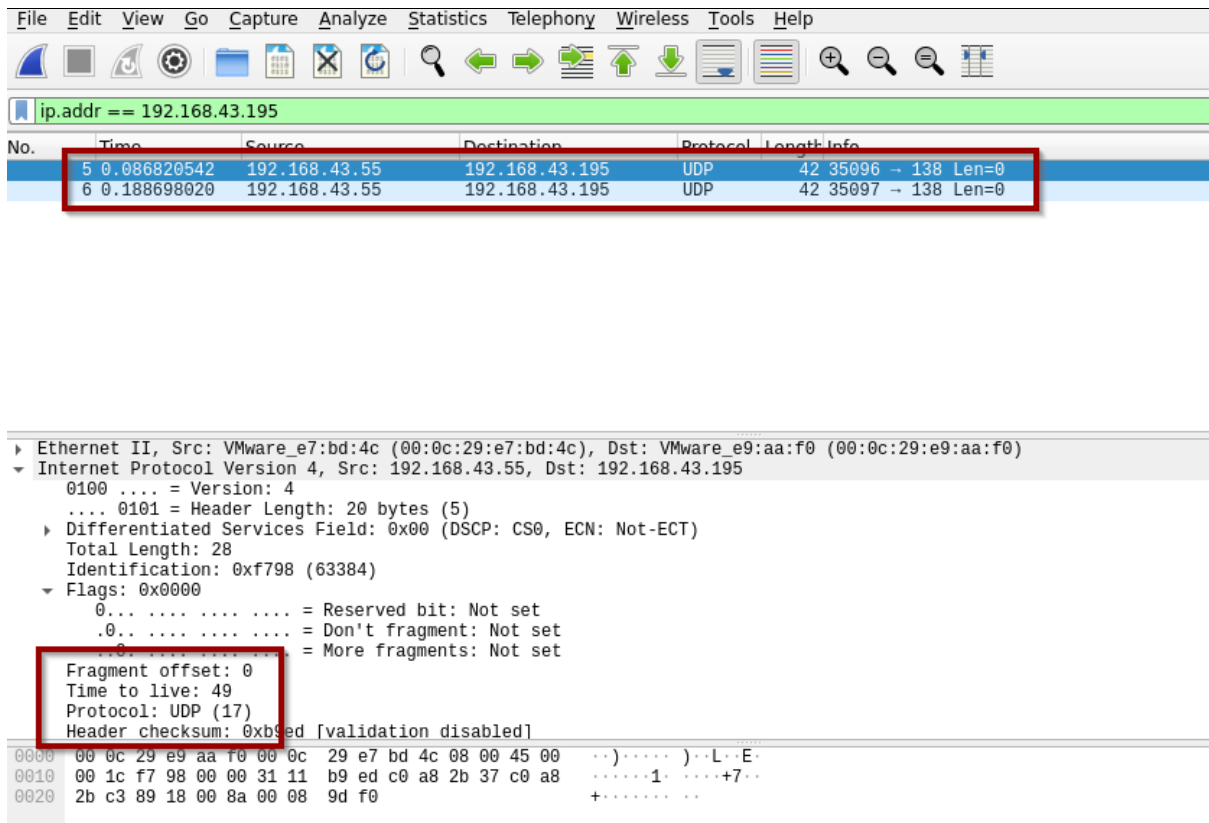 File Edit View Go Capture Analyze Statistics Telephony Wireless Tools Help
ip.addr == 192.168.43.195
No. Time Source Destination Protocol Length Info
5 0.086820542 192.168.43.55 192.168.43.195 UDP 42 35096 → 138 Len=0
6 0.188698020 192.168.43.55 192.168.43.195 UDP 42 35097 → 138 Len=0
Ethernet II, Src: VMware_e7:bd:4c (00:0c:29:e7:bd:4c), Dst: VMware_e9:aa:f0 (00:0c:29:e9:aa:f0)
Internet Protocol Version 4, Src: 192.168.43.55, Dst: 192.168.43.195
0100 .... = Version: 4
.... 0101 = Header Length: 20 bytes (5)
Differentiated Services Field: 0x00 (DSCP: CS0, ECN: Not-ECT)
Total Length: 28
Identification: 0xf798 (63384)
Flags: 0x0000
0... .... .... .... = Reserved bit: Not set
.0.. .... .... .... = Don't fragment: Not set
..0. .... .... .... = More fragments: Not set
Fragment offset: 0
Time to live: 49
Protocol: UDP (17)
Header checksum: 0xb9ed [validation disabled]
0000 00 0c 29 e9 aa f0 00 0c 29 e7 bd 4c 08 00 45 00 ··)····· )··L··E·
0010 00 1c f7 98 00 00 31 11 b9 ed c0 a8 2b 37 c0 a8 ······1· ····+7··
0020 2b c3 89 18 00 8a 00 08 9d f0 +······· ··